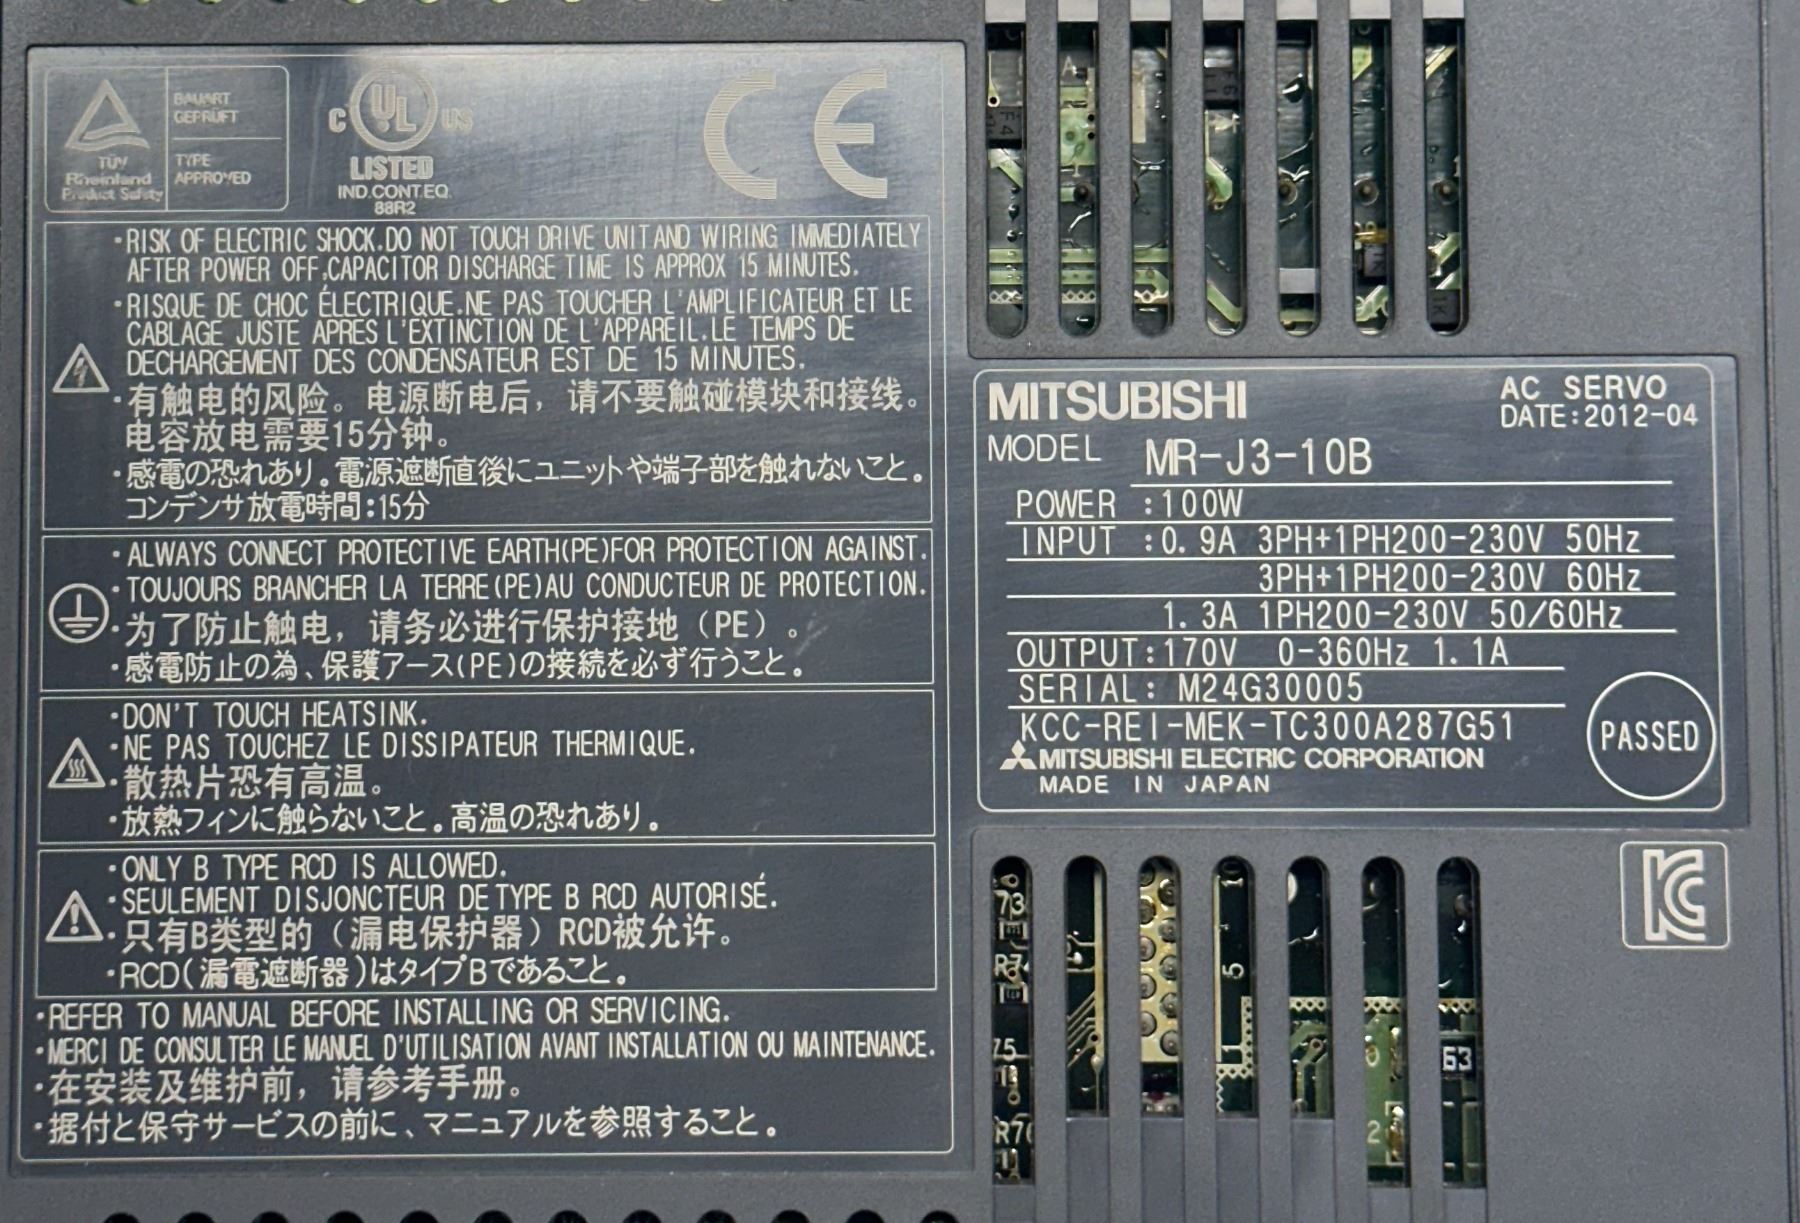 BAUART
GEPRÜFT
TÜV
Rheinland
Product Safety
TYPE
APPROVED
C UL US
LISTED
IND.CONT.EQ.
88R2
CE
・RISK OF ELECTRIC SHOCK.DO NOT TOUCH DRIVE UNIT AND WIRING IMMEDIATELY
AFTER POWER OFF,CAPACITOR DISCHARGE TIME IS APPROX 15 MINUTES.
・RISQUE DE CHOC ÉLECTRIQUE.NE PAS TOUCHER L'AMPLIFICATEUR ET LE
CABLAGE JUSTE APRES L'EXTINCTION DE L'APPAREIL.LE TEMPS DE
DECHARGEMENT DES CONDENSATEUR EST DE 15 MINUTES.
・有触电的风险。电源断电后，请不要触碰模块和接线。
电容放电需要15分钟。
・感電の恐れあり。電源遮断直後にユニットや端子部を触れないこと。
コンデンサ放電時間:15分
・ALWAYS CONNECT PROTECTIVE EARTH(PE)FOR PROTECTION AGAINST.
・TOUJOURS BRANCHER LA TERRE(PE)AU CONDUCTEUR DE PROTECTION.
・为了防止触电，请务必进行保护接地（PE）。
・感電防止の為、保護アース(PE)の接続を必ず行うこと。
・DON'T TOUCH HEATSINK.
・NE PAS TOUCHEZ LE DISSIPATEUR THERMIQUE.
・散热片恐有高温。
・放熱フィンに触らないこと。高温の恐れあり。
・ONLY B TYPE RCD IS ALLOWED.
・SEULEMENT DISJONCTEUR DE TYPE B RCD AUTORISÉ.
・只有B类型的（漏电保护器）RCD被允许。
・RCD(漏電遮断器)はタイプBであること。
・REFER TO MANUAL BEFORE INSTALLING OR SERVICING.
・MERCI DE CONSULTER LE MANUEL D'UTILISATION AVANT INSTALLATION OU MAINTENANCE.
・在安装及维护前，请参考手册。
・据付と保守サービスの前に、マニュアルを参照すること。
MITSUBISHI
AC SERVO
DATE:2012-04
MODEL MR-J3-10B
POWER :100W
INPUT :0.9A 3PH+1PH200-230V 50Hz
3PH+1PH200-230V 60Hz
1.3A 1PH200-230V 50/60Hz
OUTPUT:170V 0-360Hz 1.1A
SERIAL: M24G30005
KCC-REI-MEK-TC300A287G51
MITSUBISHI ELECTRIC CORPORATION
MADE IN JAPAN
PASSED
KC
63